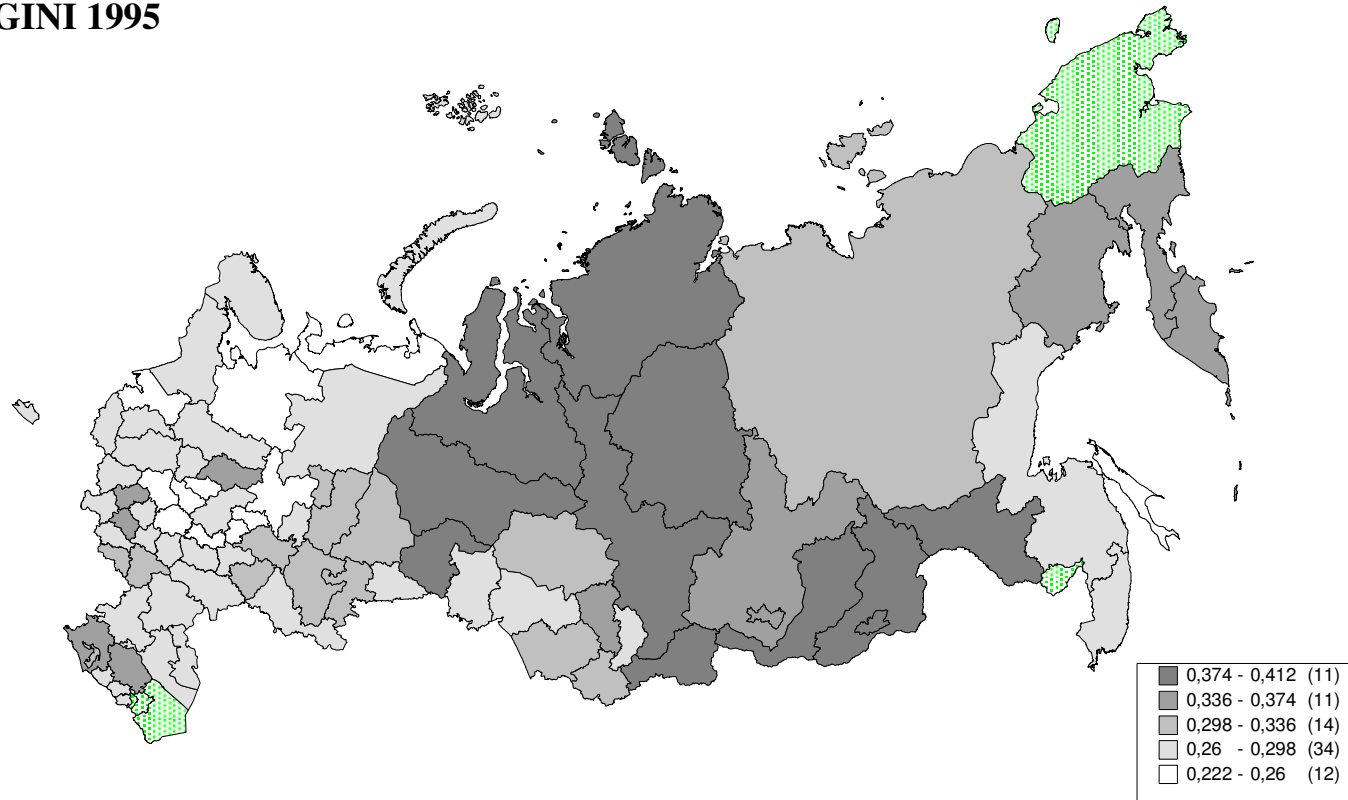 GINI 1995
0,374 - 0,412 (11)
0,336 - 0,374 (11)
0,298 - 0,336 (14)
0,26 - 0,298 (34)
0,222 - 0,26 (12)